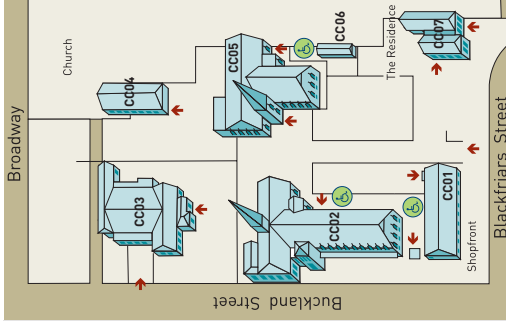 Broadway
Church
CC04
CC05
CC06
The Residence
CC07
CC03
CC02
CC01
Shopfront
Blackfriars Street
Buckland Street